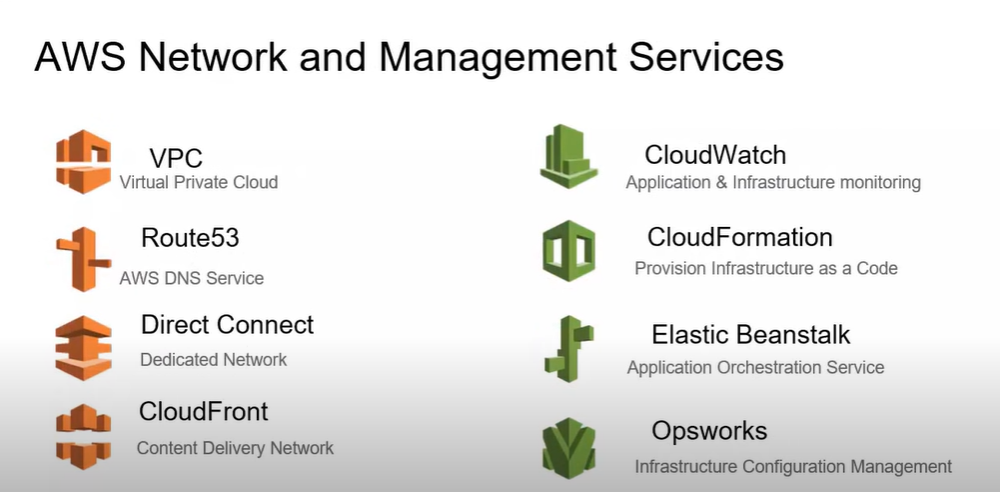 AWS Network and Management Services
VPC
Virtual Private Cloud
Route53
AWS DNS Service
Direct Connect
Dedicated Network
CloudFront
Content Delivery Network
CloudWatch
Application & Infrastructure monitoring
CloudFormation
Provision Infrastructure as a Code
Elastic Beanstalk
Application Orchestration Service
Opsworks
Infrastructure Configuration Management